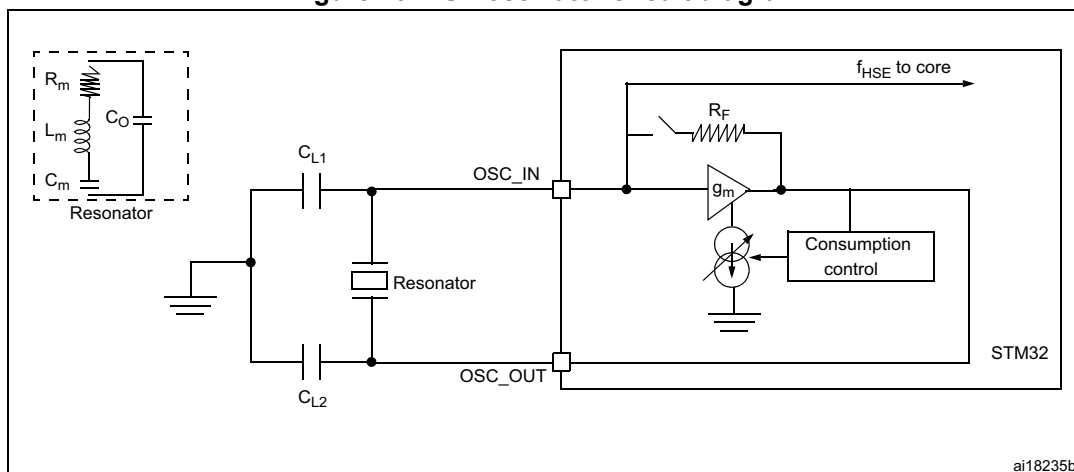 R_m
L_m
C_O
C_m
Resonator
C_L1
C_L2
Resonator
OSC_IN
OSC_OUT
f_HSE to core
R_F
g_m
Consumption
control
STM32
ai18235b